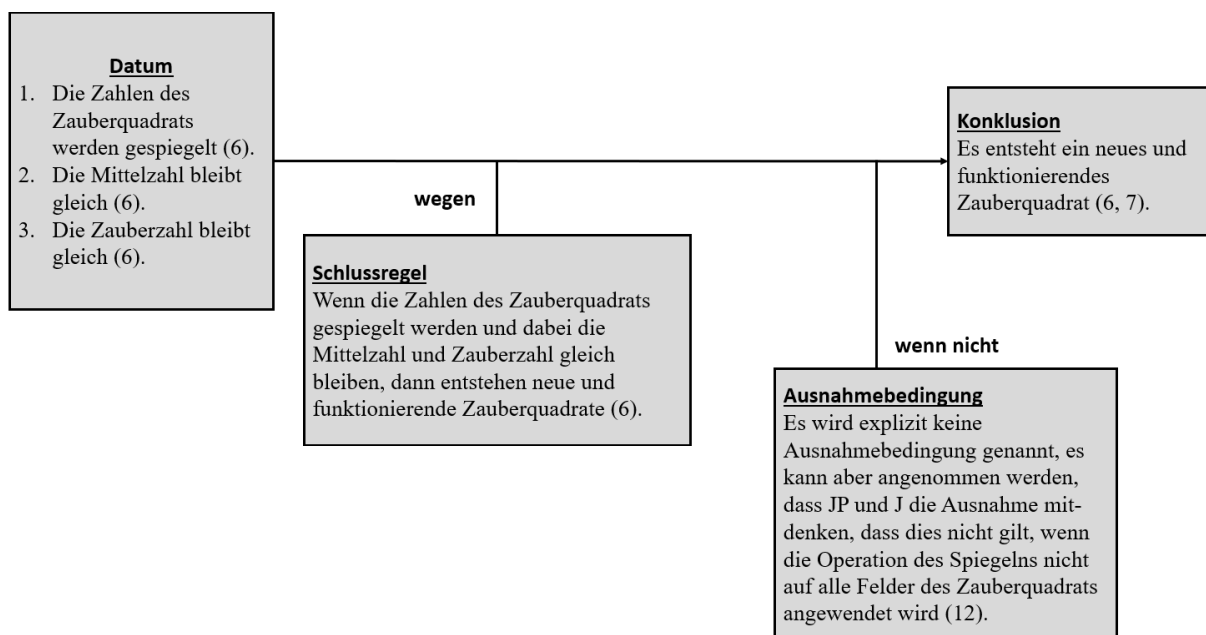 Datum
1. Die Zahlen des
Zauberquadrats
werden gespiegelt (6).
2. Die Mittelzahl bleibt
gleich (6).
3. Die Zauberzahl bleibt
gleich (6).
wegen
Schlussregel
Wenn die Zahlen des Zauberquadrats
gespiegelt werden und dabei die
Mittelzahl und Zauberzahl gleich
bleiben, dann entstehen neue und
funktionierende Zauberquadrate (6).
Konklusion
Es entsteht ein neues und
funktionierendes
Zauberquadrat (6, 7).
wenn nicht
Ausnahmebedingung
Es wird explizit keine
Ausnahmebedingung genannt, es
kann aber angenommen werden,
dass JP und J die Ausnahme mit-
denken, dass dies nicht gilt, wenn
die Operation des Spiegelns nicht
auf alle Felder des Zauberquadrats
angewendet wird (12).